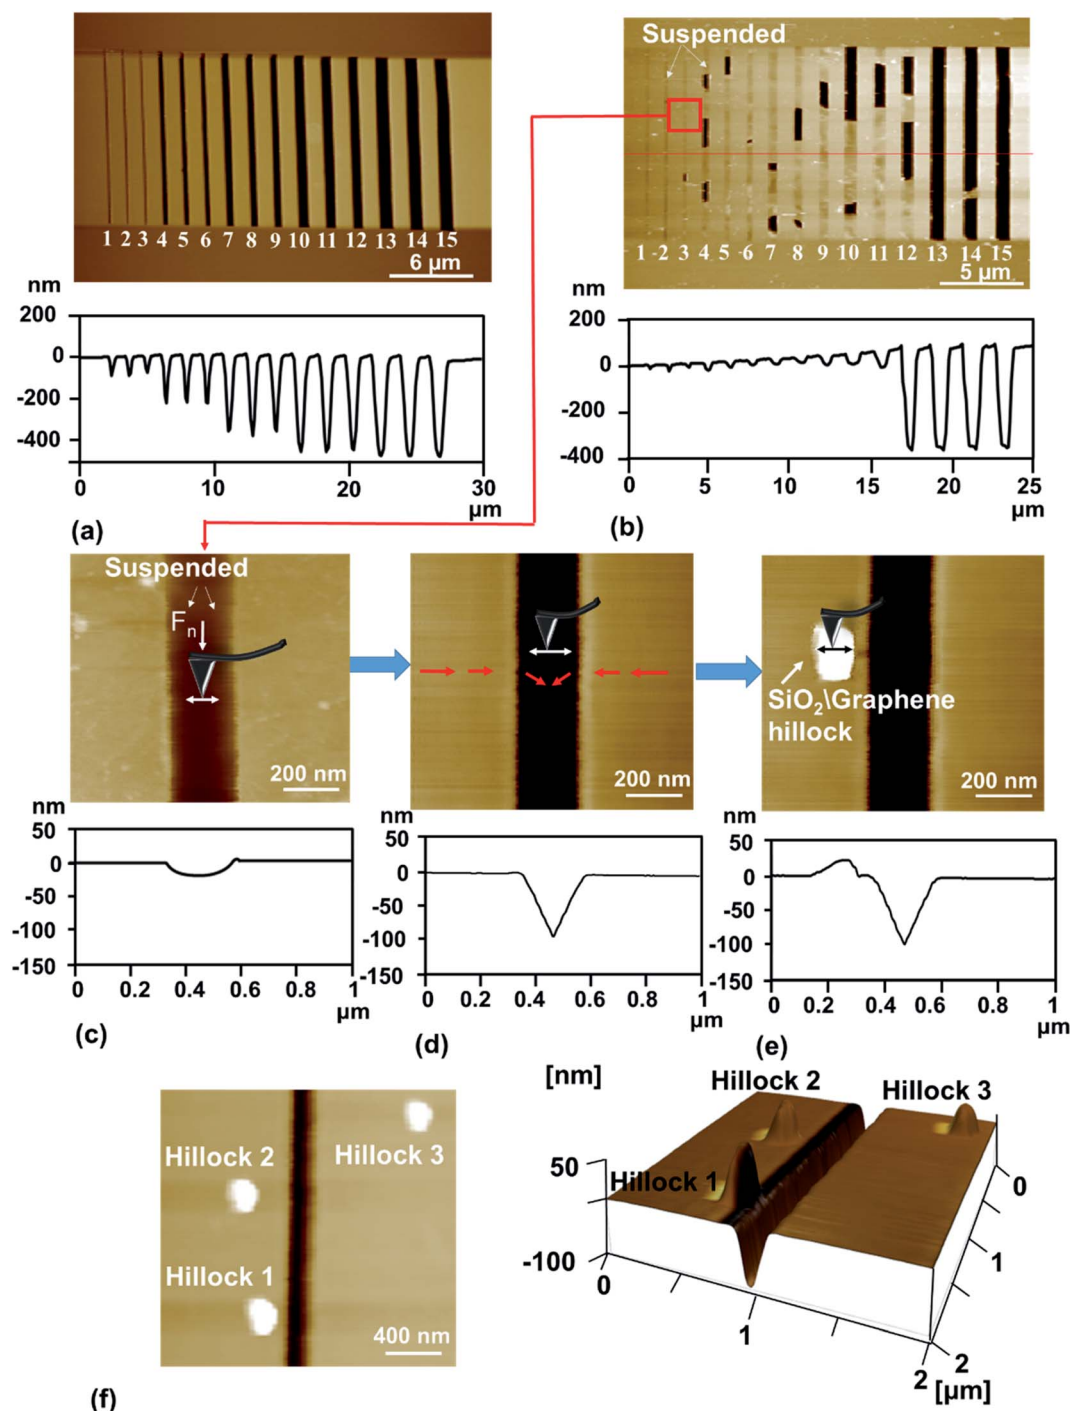 Suspended
1 2 3 4 5 6 7 8 9 10 11 12 13 14 15
6 µm
1 -2 3 4 5 -6 7 -8 9 10 11 12 13 14 15
5 µm
nm
200
0
-200
-400
0 10 20 30
µm
(a)
nm
200
0
-200
-400
0 5 10 15 20 25
µm
(b)
Suspended
Fn
200 nm
200 nm
SiO2\Graphene
hillock
200 nm
nm
50
0
-50
-100
-150
0 0.2 0.4 0.6 0.8 1
µm
(c)
nm
50
0
-50
-100
-150
0 0.2 0.4 0.6 0.8 1
µm
(d)
nm
50
0
-50
-100
-150
0 0.2 0.4 0.6 0.8 1
µm
(e)
Hillock 2
Hillock 3
Hillock 1
400 nm
[nm]
Hillock 2
Hillock 3
Hillock 1
50
-100
0
1
2
0
1
2
[µm]
(f)